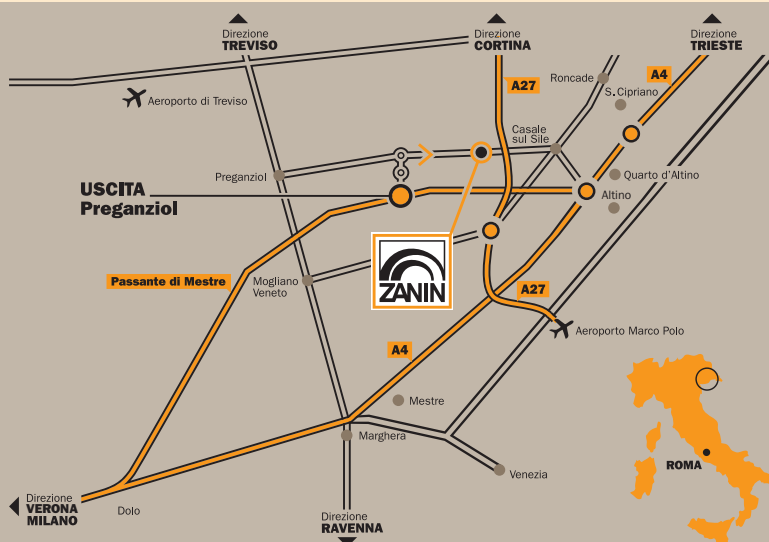 Direzione
TREVISO
Direzione
CORTINA
Direzione
TRIESTE
A27
Roncade
A4
S. Cipriano
Aeroporto di Treviso
Casale
sul Sile
Preganziol
Quarto d'Altino
USCITA
Preganziol
Altino
Passante di Mestre
Mogliano
Veneto
ZANIN
A27
Aeroporto Marco Polo
A4
Mestre
Marghera
Venezia
ROMA
Direzione
VERONA
MILANO
Dolo
Direzione
RAVENNA